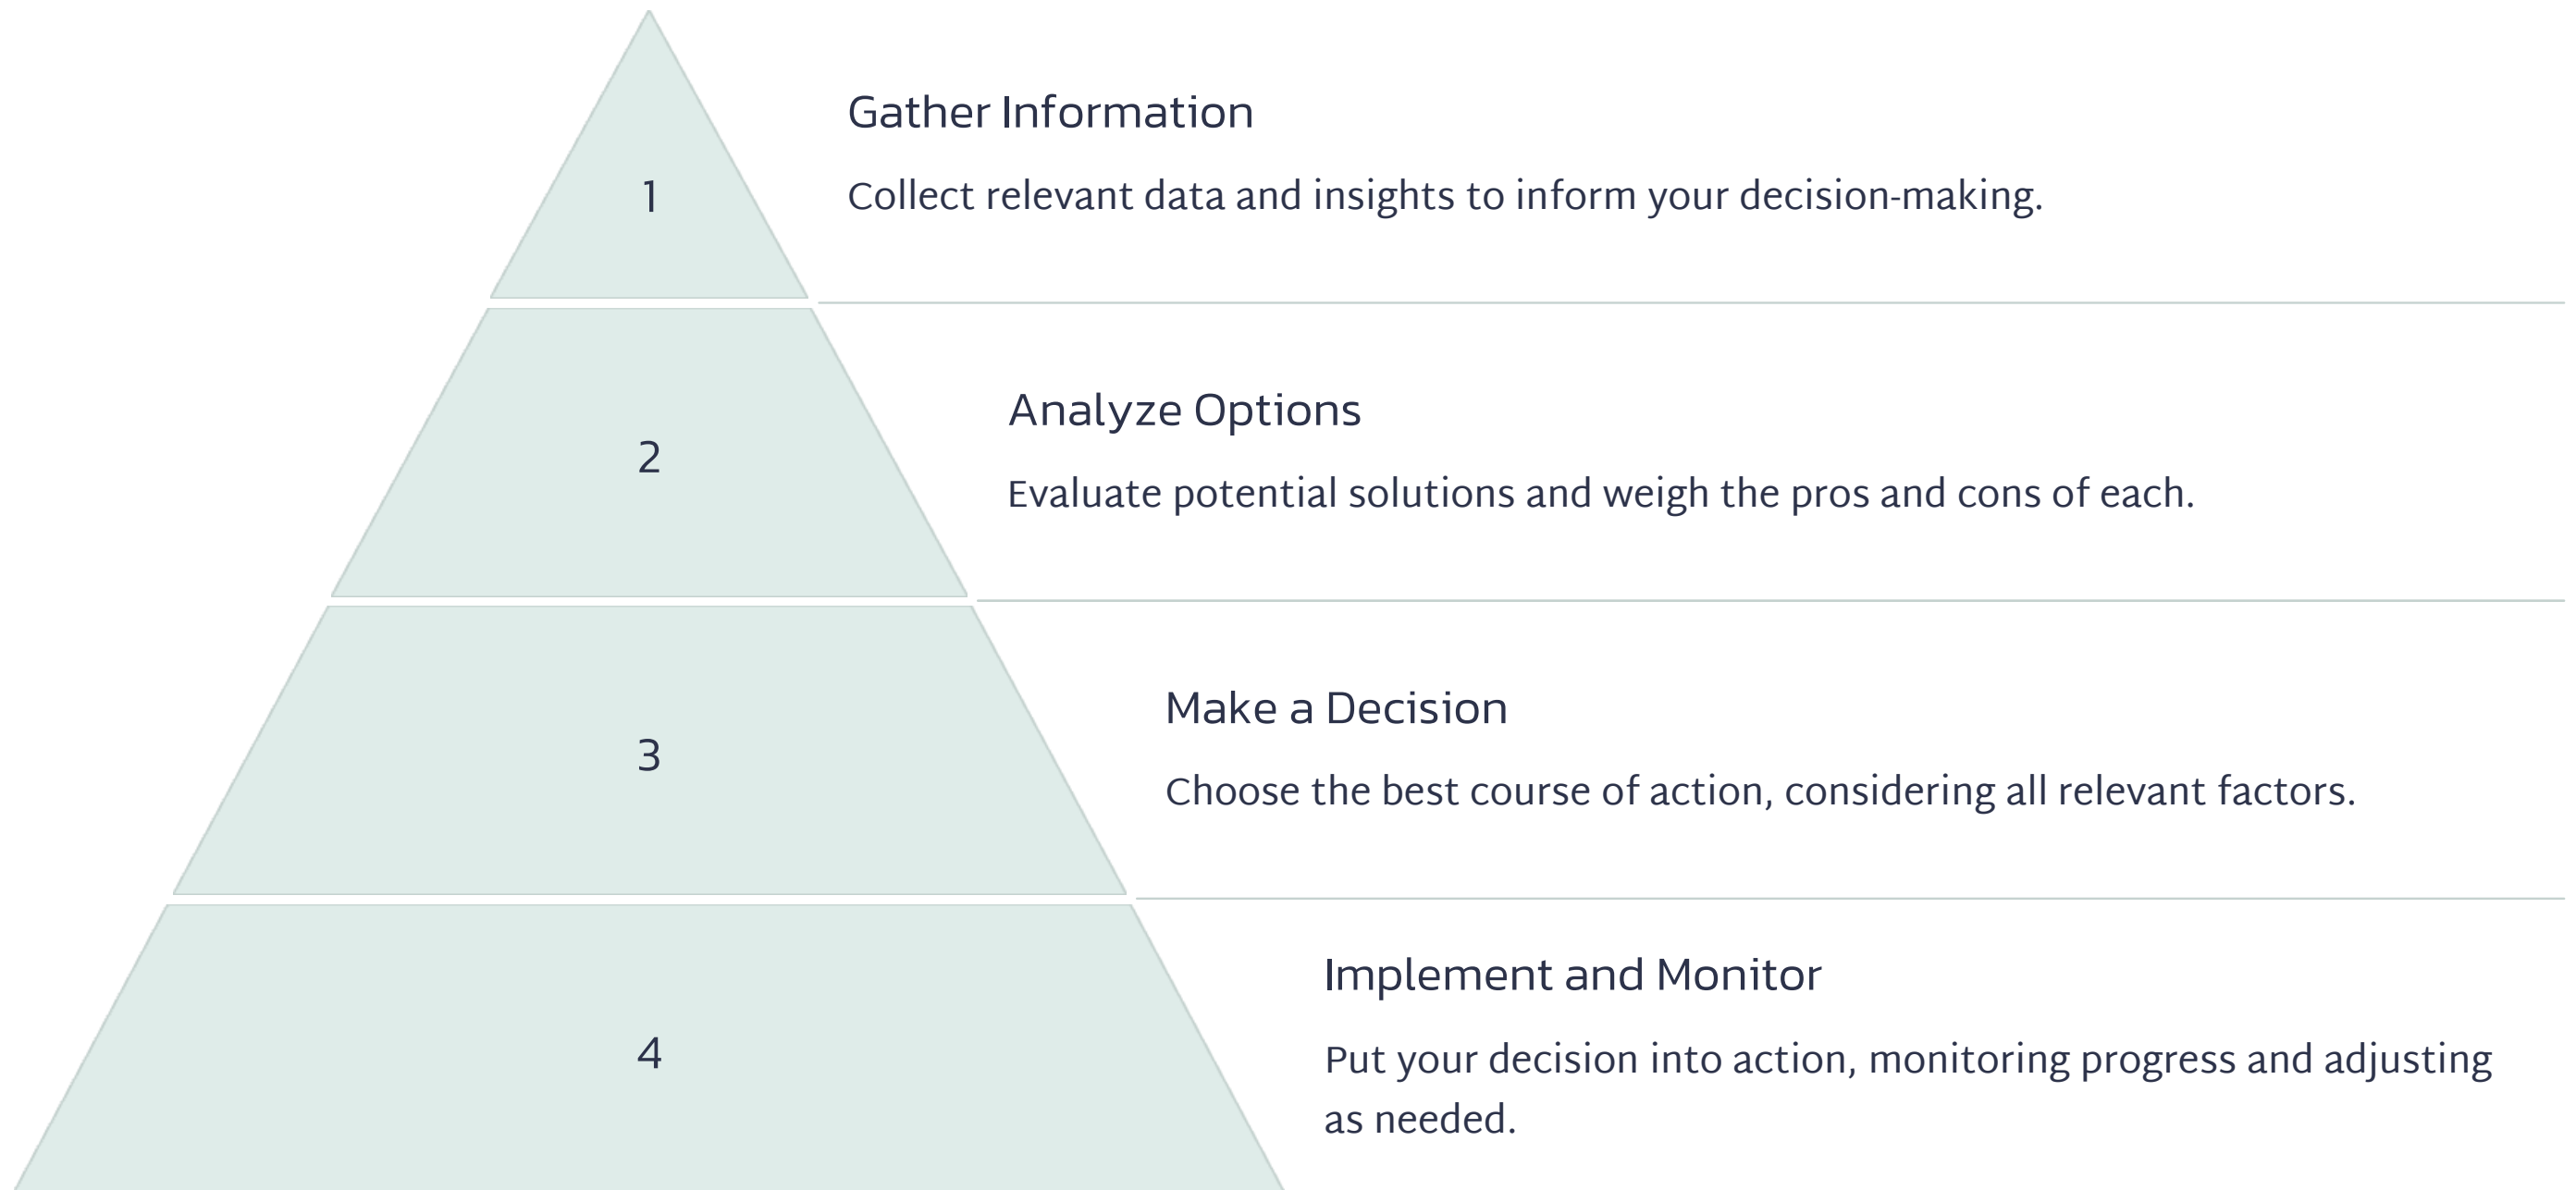 Gather Information
1
Collect relevant data and insights to inform your decision-making.
Analyze Options
2
Evaluate potential solutions and weigh the pros and cons of each.
Make a Decision
3
Choose the best course of action, considering all relevant factors.
Implement and Monitor
4
Put your decision into action, monitoring progress and adjusting
as needed.